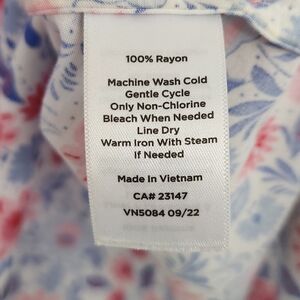 100% Rayon
Machine Wash Cold
Gentle Cycle
Only Non-Chlorine
Bleach When Needed
Line Dry
Warm Iron With Steam
If Needed
Made in Vietnam
CA# 23147
VN5084 09/22